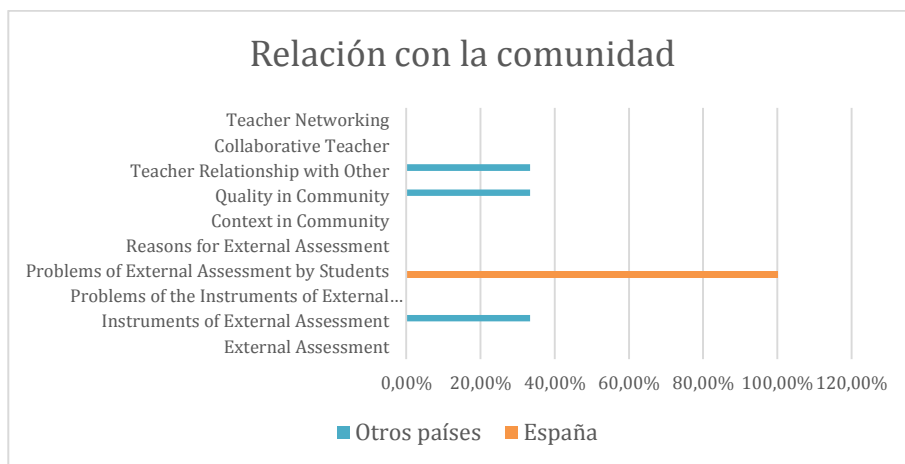 Relación con la comunidad
Teacher Networking
Collaborative Teacher
Teacher Relationship with Other
Quality in Community
Context in Community
Reasons for External Assessment
Problems of External Assessment by Students
Problems of the Instruments of External...
Instruments of External Assessment
External Assessment
0,00% 20,00% 40,00% 60,00% 80,00% 100,00% 120,00%
Otros países España